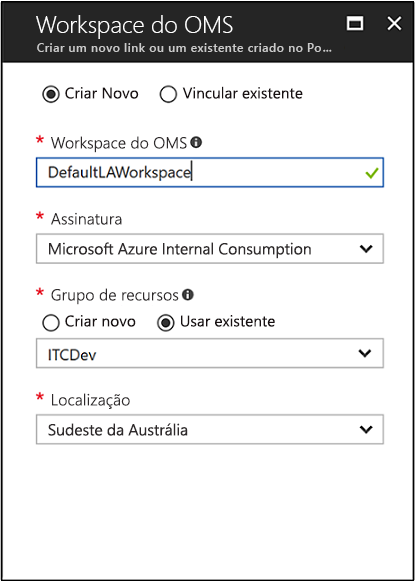 Workspace do OMS
Criar um novo link ou um existente criado no Po...
Criar Novo
Vincular existente
* Workspace do OMS
DefaultLAWorkspace
* Assinatura
Microsoft Azure Internal Consumption
* Grupo de recursos
Criar novo
Usar existente
ITCDev
* Localização
Sudeste da Austrália